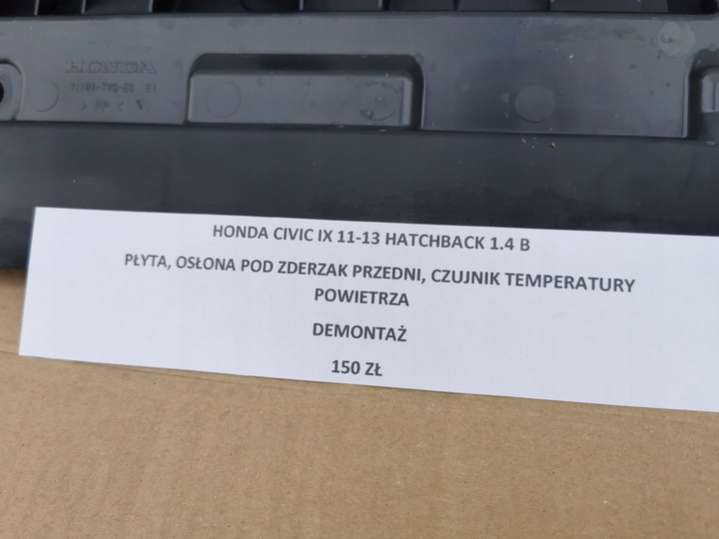 HONDA
HONDA CIVIC IX 11-13 HATCHBACK 1.4 B
PŁYTA, OSŁONA POD ZDERZAK PRZEDNI, CZUJNIK TEMPERATURY
POWIETRZA
DEMONTAŻ
150 ZŁ